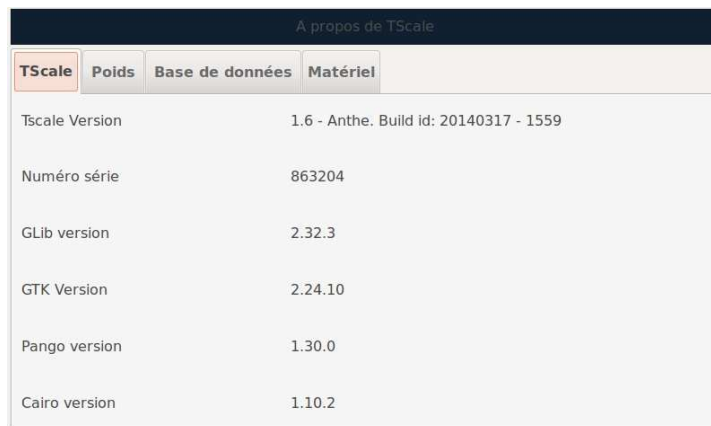 A propos de TScale
TScale Poids Base de données Matériel
Tscale Version 1.6 - Anthe. Build id: 20140317 - 1559
Numéro série 863204
GLib version 2.32.3
GTK Version 2.24.10
Pango version 1.30.0
Cairo version 1.10.2